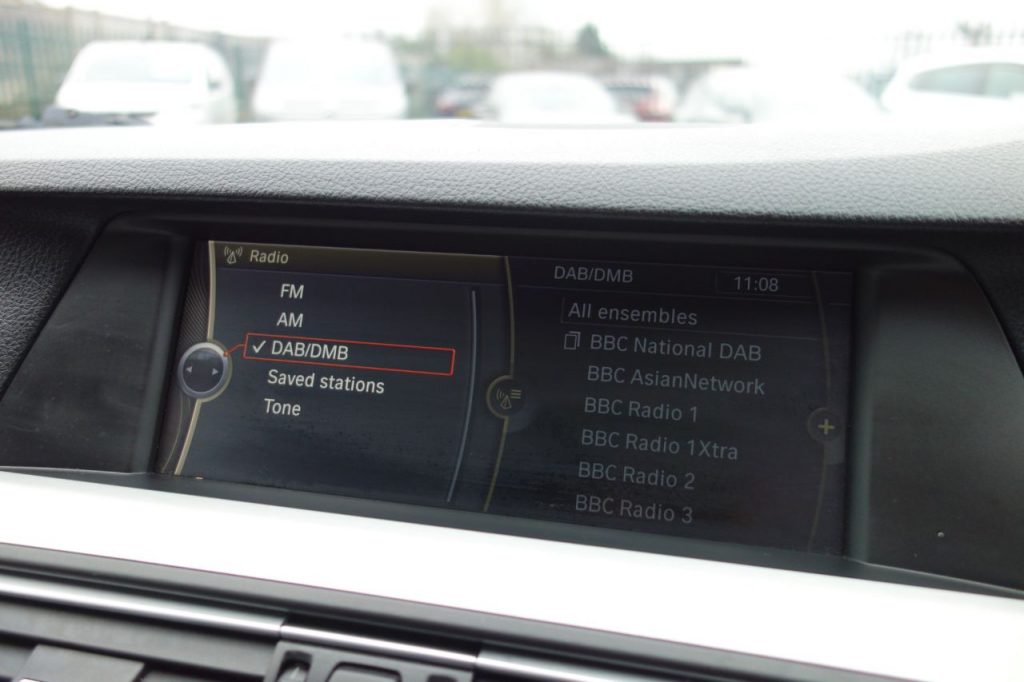 Radio
FM
AM
✓ DAB/DMB
Saved stations
Tone
DAB/DMB
11:08
All ensembles
BBC National DAB
BBC AsianNetwork
BBC Radio 1
BBC Radio 1Xtra
BBC Radio 2
BBC Radio 3